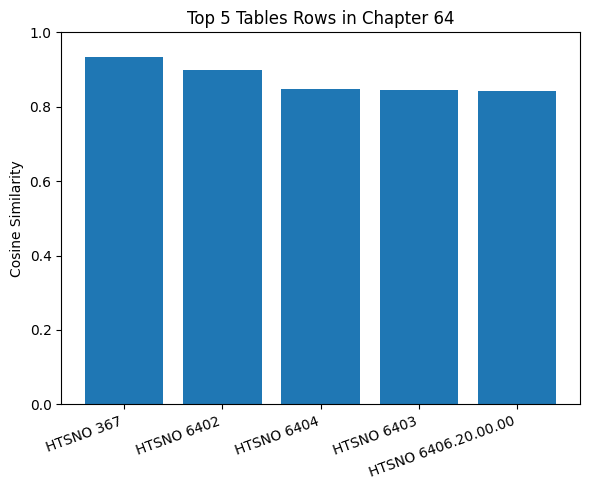 Top 5 Tables Rows in Chapter 64
Cosine Similarity
1.0
0.8
0.6
0.4
0.2
0.0
HTSNO 367
HTSNO 6402
HTSNO 6404
HTSNO 6403
HTSNO 6406.20.00.00